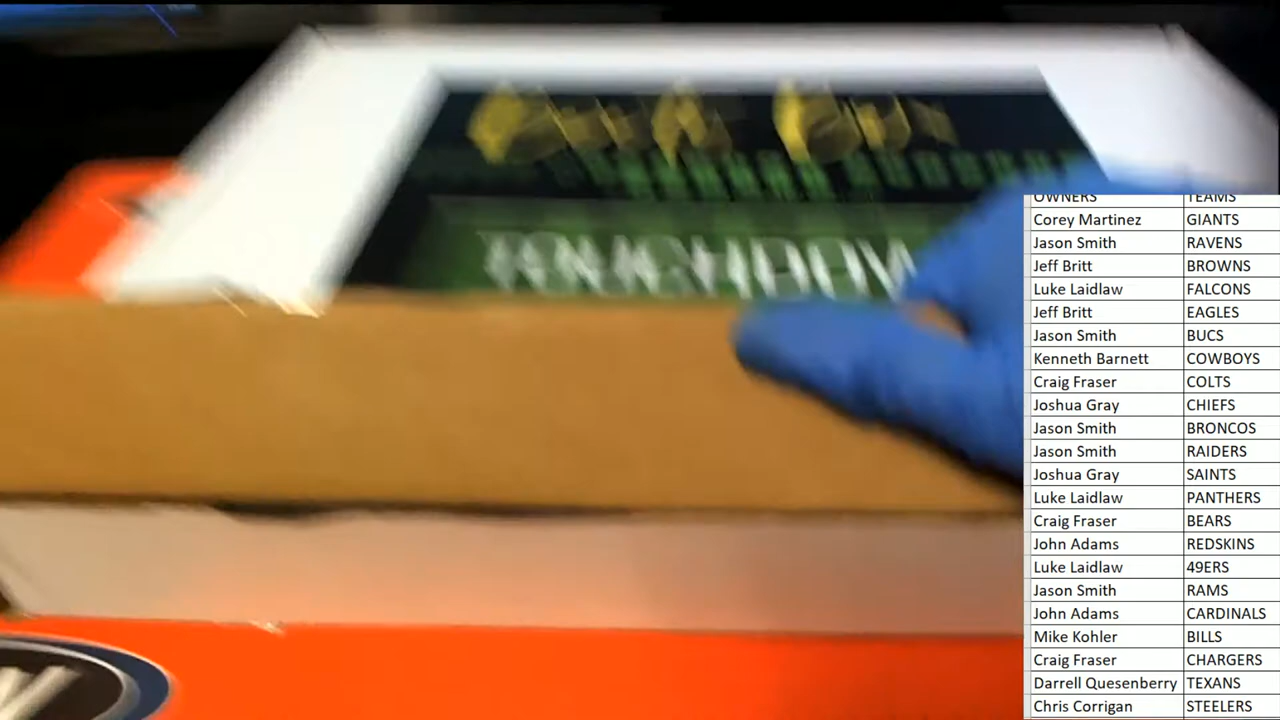 OWNERS TEAMS
Corey Martinez GIANTS
Jason Smith RAVENS
Jeff Britt BROWNS
Luke Laidlaw FALCONS
Jeff Britt EAGLES
Jason Smith BUCS
Kenneth Barnett COWBOYS
Craig Fraser COLTS
Joshua Gray CHIEFS
Jason Smith BRONCOS
Jason Smith RAIDERS
Joshua Gray SAINTS
Luke Laidlaw PANTHERS
Craig Fraser BEARS
John Adams REDSKINS
Luke Laidlaw 49ERS
Jason Smith RAMS
John Adams CARDINALS
Mike Kohler BILLS
Craig Fraser CHARGERS
Darrell Quesenberry TEXANS
Chris Corrigan STEELERS